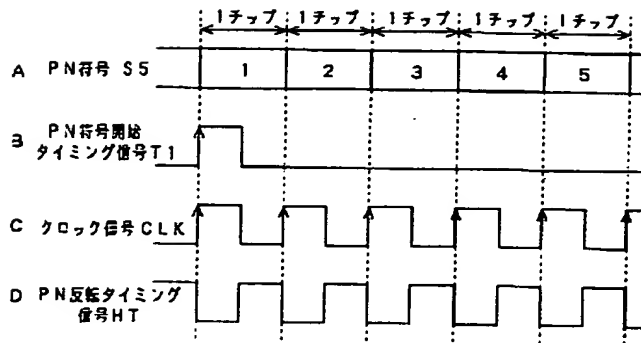 1チップ 1チップ 1チップ 1チップ 1チップ
A PN符号 S5 1 2 3 4 5
B PN符号開始
タイミング信号T1
C クロック信号CLK
D PN反転タイミング
信号HT